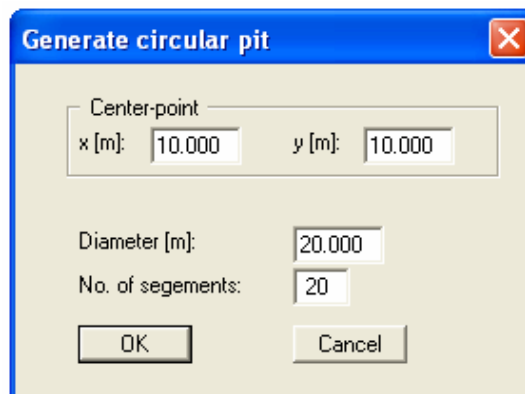 Generate circular pit
Center-point
x [m]: 10.000 y [m]: 10.000
Diameter [m]: 20.000
No. of segements: 20
OK Cancel